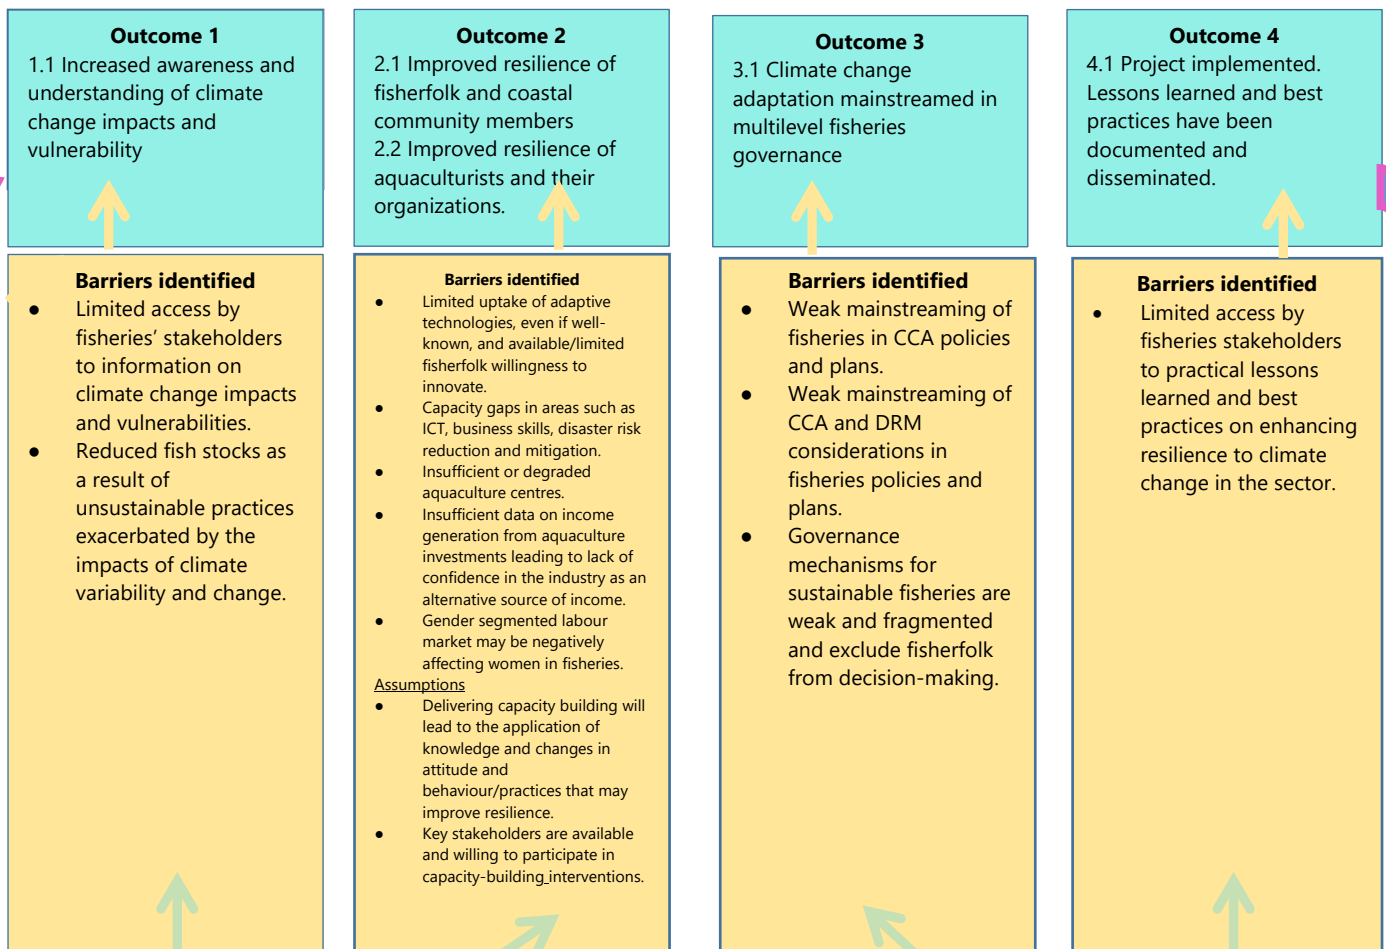 Outcome 1
1.1 Increased awareness and
understanding of climate
change impacts and
vulnerability
Outcome 2
2.1 Improved resilience of
fisherfolk and coastal
community members
2.2 Improved resilience of
aquaculturists and their
organizations.
Outcome 3
3.1 Climate change
adaptation mainstreamed in
multilevel fisheries
governance
Outcome 4
4.1 Project implemented.
Lessons learned and best
practices have been
documented and
disseminated.
Barriers identified
● Limited access by
fisheries’ stakeholders
to information on
climate change impacts
and vulnerabilities.
● Reduced fish stocks as
a result of
unsustainable practices
exacerbated by the
impacts of climate
variability and change.
Barriers identified
● Limited uptake of adaptive
technologies, even if well-
known, and available/limited
fisherfolk willingness to
innovate.
● Capacity gaps in areas such as
ICT, business skills, disaster risk
reduction and mitigation.
● Insufficient or degraded
aquaculture centres.
● Insufficient data on income
generation from aquaculture
investments leading to lack of
confidence in the industry as an
alternative source of income.
● Gender segmented labour
market may be negatively
affecting women in fisheries.
Assumptions
● Delivering capacity building will
lead to the application of
knowledge and changes in
attitude and
behaviour/practices that may
improve resilience.
● Key stakeholders are available
and willing to participate in
capacity-building interventions.
Barriers identified
● Weak mainstreaming of
fisheries in CCA policies
and plans.
● Weak mainstreaming of
CCA and DRM
considerations in
fisheries policies and
plans.
● Governance
mechanisms for
sustainable fisheries are
weak and fragmented
and exclude fisherfolk
from decision-making.
Barriers identified
● Limited access by
fisheries stakeholders
to practical lessons
learned and best
practices on enhancing
resilience to climate
change in the sector.